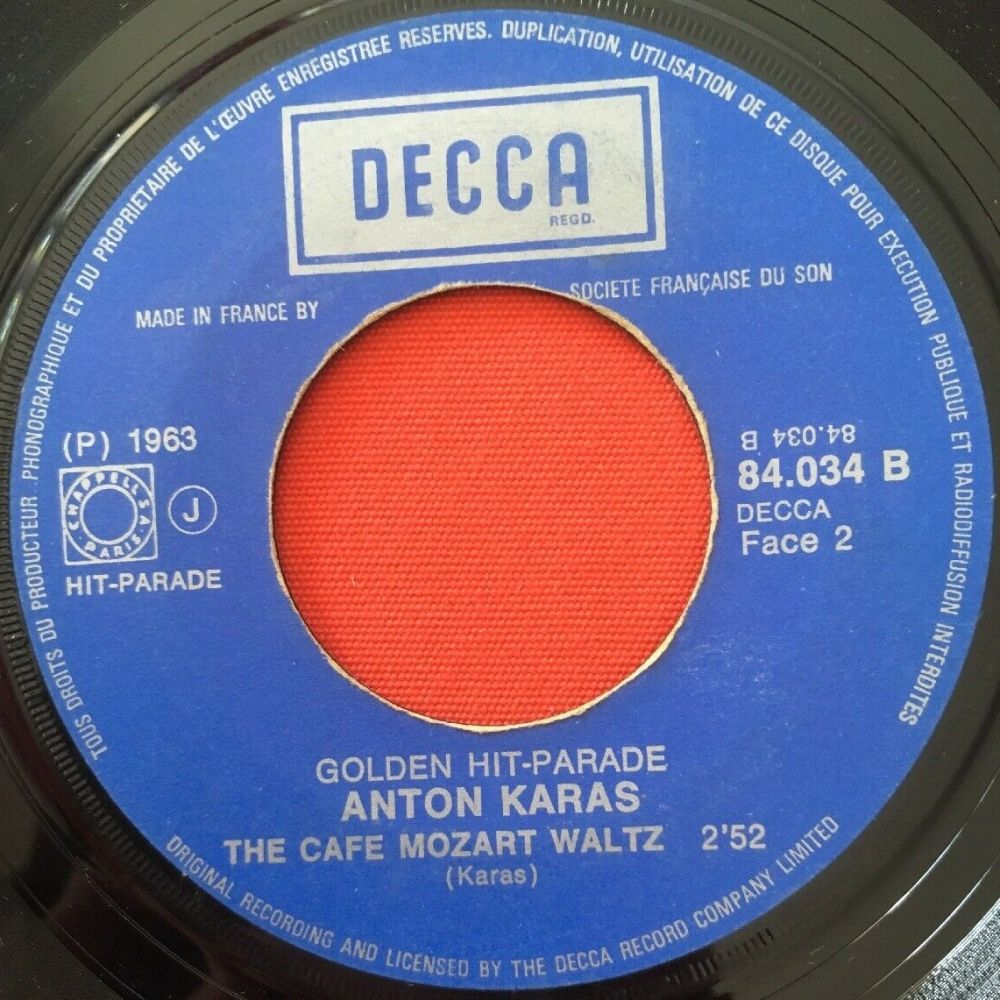 TOUS DROITS DU PRODUCTEUR PHONOGRAPHIQUE ET DU PROPRIETAIRE DE L'ŒUVRE ENREGISTREE RESERVES. DUPLICATION, UTILISATION DE CE DISQUE POUR EXECUTION PUBLIQUE ET RADIODIFFUSION INTERDITES
DECCA
REGD.
MADE IN FRANCE BY SOCIETE FRANÇAISE DU SON
(P) 1963
CHAPPELL S.A.
PARIS
J
HIT-PARADE
84.034 B
84.034 B
DECCA
Face 2
GOLDEN HIT-PARADE
ANTON KARAS
THE CAFE MOZART WALTZ 2'52
(Karas)
ORIGINAL RECORDING AND LICENSED BY THE DECCA RECORD COMPANY LIMITED